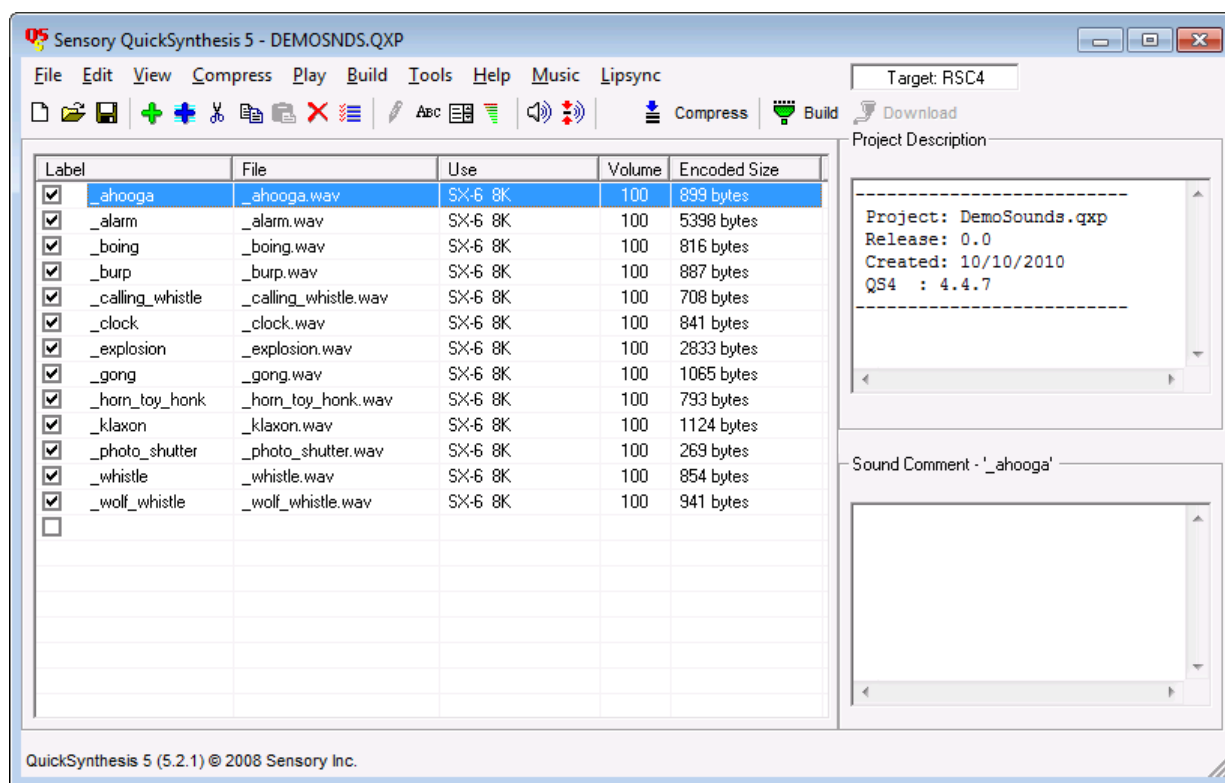 QS5 Sensory QuickSynthesis 5 - DEMOSNDS.QXP
File Edit View Compress Play Build Tools Help Music Lipsync
Target: RSC4
ABC Compress Build Download
Label File Use Volume Encoded Size
_ahooga _ahooga.wav SX-6 8K 100 899 bytes
_alarm _alarm.wav SX-6 8K 100 5398 bytes
_boing _boing.wav SX-6 8K 100 816 bytes
_burp _burp.wav SX-6 8K 100 887 bytes
_calling_whistle _calling_whistle.wav SX-6 8K 100 708 bytes
_clock _clock.wav SX-6 8K 100 841 bytes
_explosion _explosion.wav SX-6 8K 100 2833 bytes
_gong _gong.wav SX-6 8K 100 1065 bytes
_horn_toy_honk _horn_toy_honk.wav SX-6 8K 100 793 bytes
_klaxon _klaxon.wav SX-6 8K 100 1124 bytes
_photo_shutter _photo_shutter.wav SX-6 8K 100 269 bytes
_whistle _whistle.wav SX-6 8K 100 854 bytes
_wolf_whistle _wolf_whistle.wav SX-6 8K 100 941 bytes
Project Description
---------------------------
Project: DemoSounds.qxp
Release: 0.0
Created: 10/10/2010
QS4 : 4.4.7
---------------------------
Sound Comment - '_ahooga'
QuickSynthesis 5 (5.2.1) © 2008 Sensory Inc.